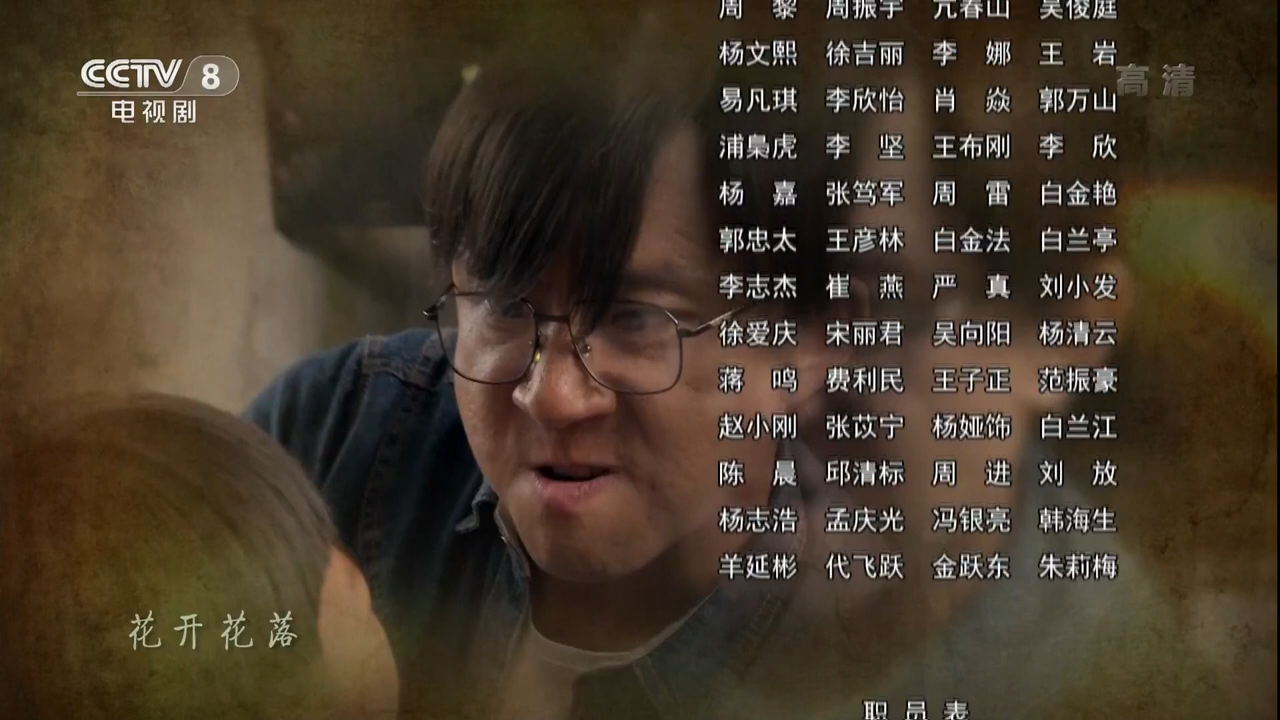 周黎 周振宇 亓春山 吴俊庭
CCTV 8
电视剧
高清
杨文熙 徐吉丽 李娜 王岩
易凡琪 李欣怡 肖焱 郭万山
浦枭虎 李坚 王布刚 李欣
杨嘉 张笃军 周雷 白金艳
郭忠太 王彦林 白金法 白兰亭
李志杰 崔燕 严真 刘小发
徐爱庆 宋丽君 吴向阳 杨清云
蒋鸣 费利民 王子正 范振豪
赵小刚 张苡宁 杨娅饰 白兰江
陈晨 邱清标 周进 刘放
杨志浩 孟庆光 冯银亮 韩海生
羊延彬 代飞跃 金跃东 朱莉梅
花开花落
职员表